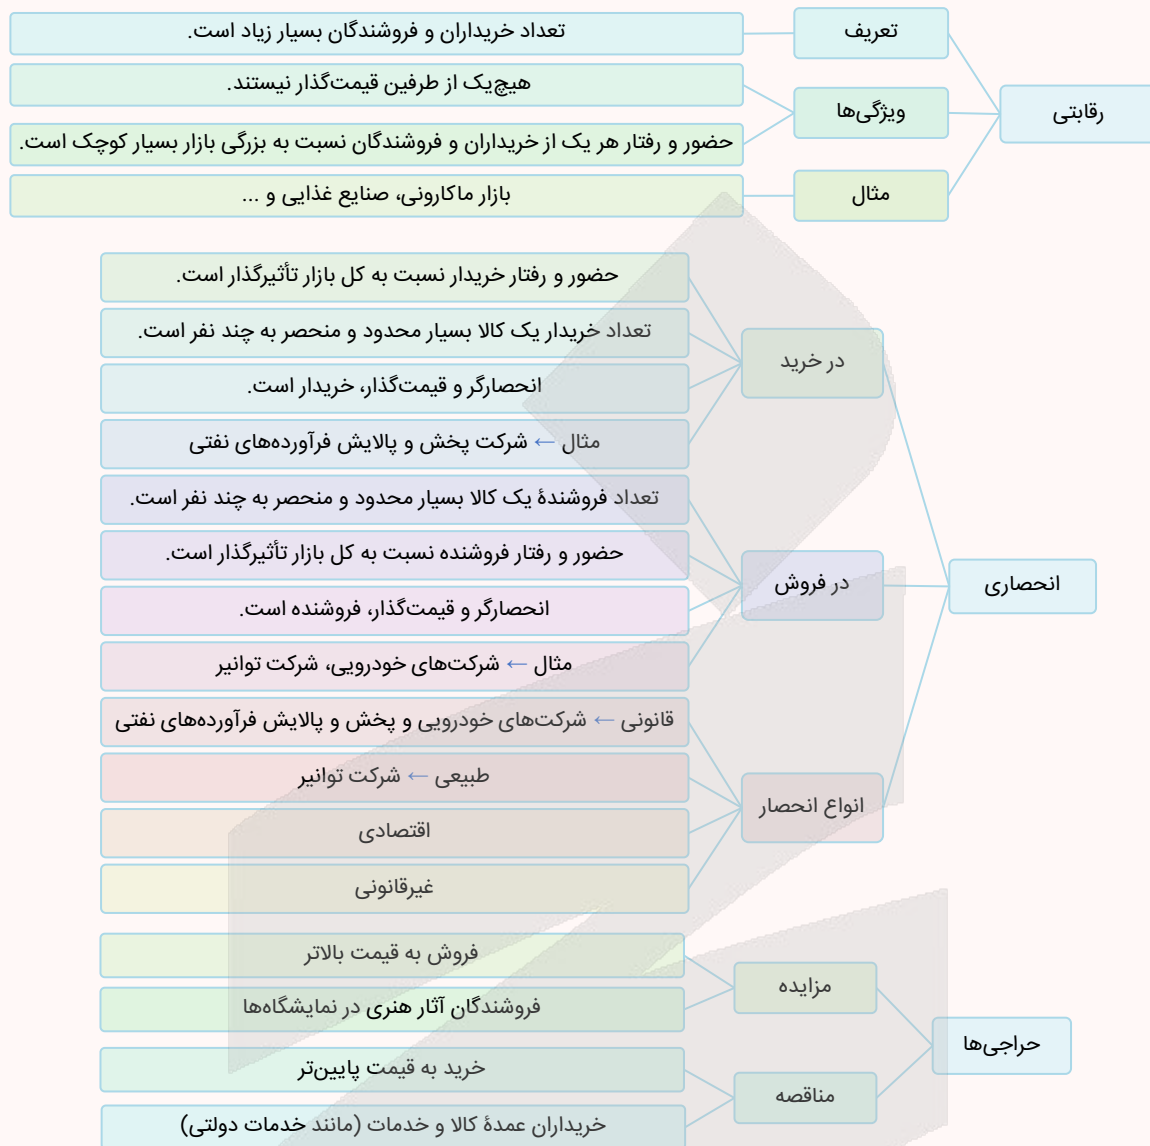 رقابتی
تعریف
تعداد خریداران و فروشندگان بسیار زیاد است.
ویژگی‌ها
هیچ‌یک از طرفین قیمت‌گذار نیستند.
حضور و رفتار هر یک از خریداران و فروشندگان نسبت به بزرگی بازار بسیار کوچک است.
مثال
بازار ماکارونی، صنایع غذایی و ...
انحصاری
در خرید
حضور و رفتار خریدار نسبت به کل بازار تأثیرگذار است.
تعداد خریدار یک کالا بسیار محدود و منحصر به چند نفر است.
انحصارگر و قیمت‌گذار، خریدار است.
مثال ← شرکت پخش و پالایش فرآورده‌های نفتی
در فروش
تعداد فروشندهٔ یک کالا بسیار محدود و منحصر به چند نفر است.
حضور و رفتار فروشنده نسبت به کل بازار تأثیرگذار است.
انحصارگر و قیمت‌گذار، فروشنده است.
مثال ← شرکت‌های خودرویی، شرکت توانیر
انواع انحصار
قانونی ← شرکت‌های خودرویی و پخش و پالایش فرآورده‌های نفتی
طبیعی ← شرکت توانیر
اقتصادی
غیرقانونی
حراجی‌ها
مزایده
فروش به قیمت بالاتر
فروشندگان آثار هنری در نمایشگاه‌ها
مناقصه
خرید به قیمت پایین‌تر
خریداران عمدهٔ کالا و خدمات (مانند خدمات دولتی)